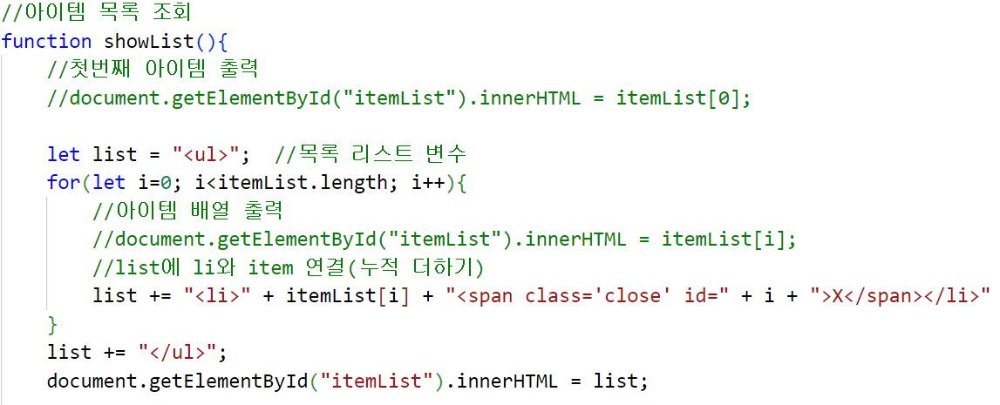 //아이템 목록 조회
function showList(){
//첫번째 아이템 출력
//document.getElementById("itemList").innerHTML = itemList[0];
let list = "<ul>";  //목록 리스트 변수
for(let i=0; i<itemList.length; i++){
//아이템 배열 출력
//document.getElementById("itemList").innerHTML = itemList[i];
//list에 li와 item 연결(누적 더하기)
list += "<li>" + itemList[i] + "<span class='close' id=" + i + ">X</span></li>"
}
list += "</ul>";
document.getElementById("itemList").innerHTML = list;